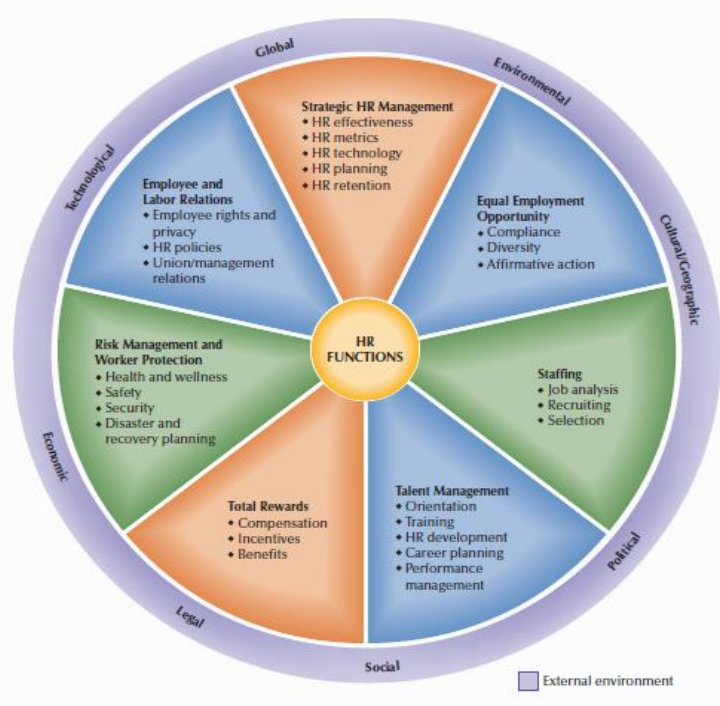 Global
Environmental
Technological
Cultural/Geographic
Economic
Political
Legal
Social
Strategic HR Management
◆ HR effectiveness
◆ HR metrics
◆ HR technology
◆ HR planning
◆ HR retention
Equal Employment
Opportunity
◆ Compliance
◆ Diversity
◆ Affirmative action
Staffing
◆ Job analysis
◆ Recruiting
◆ Selection
Talent Management
◆ Orientation
◆ Training
◆ HR development
◆ Career planning
◆ Performance
management
Total Rewards
◆ Compensation
◆ Incentives
◆ Benefits
Risk Management and
Worker Protection
◆ Health and wellness
◆ Safety
◆ Security
◆ Disaster and
recovery planning
Employee and
Labor Relations
◆ Employee rights and
privacy
◆ HR policies
◆ Union/management
relations
HR
FUNCTIONS
External environment